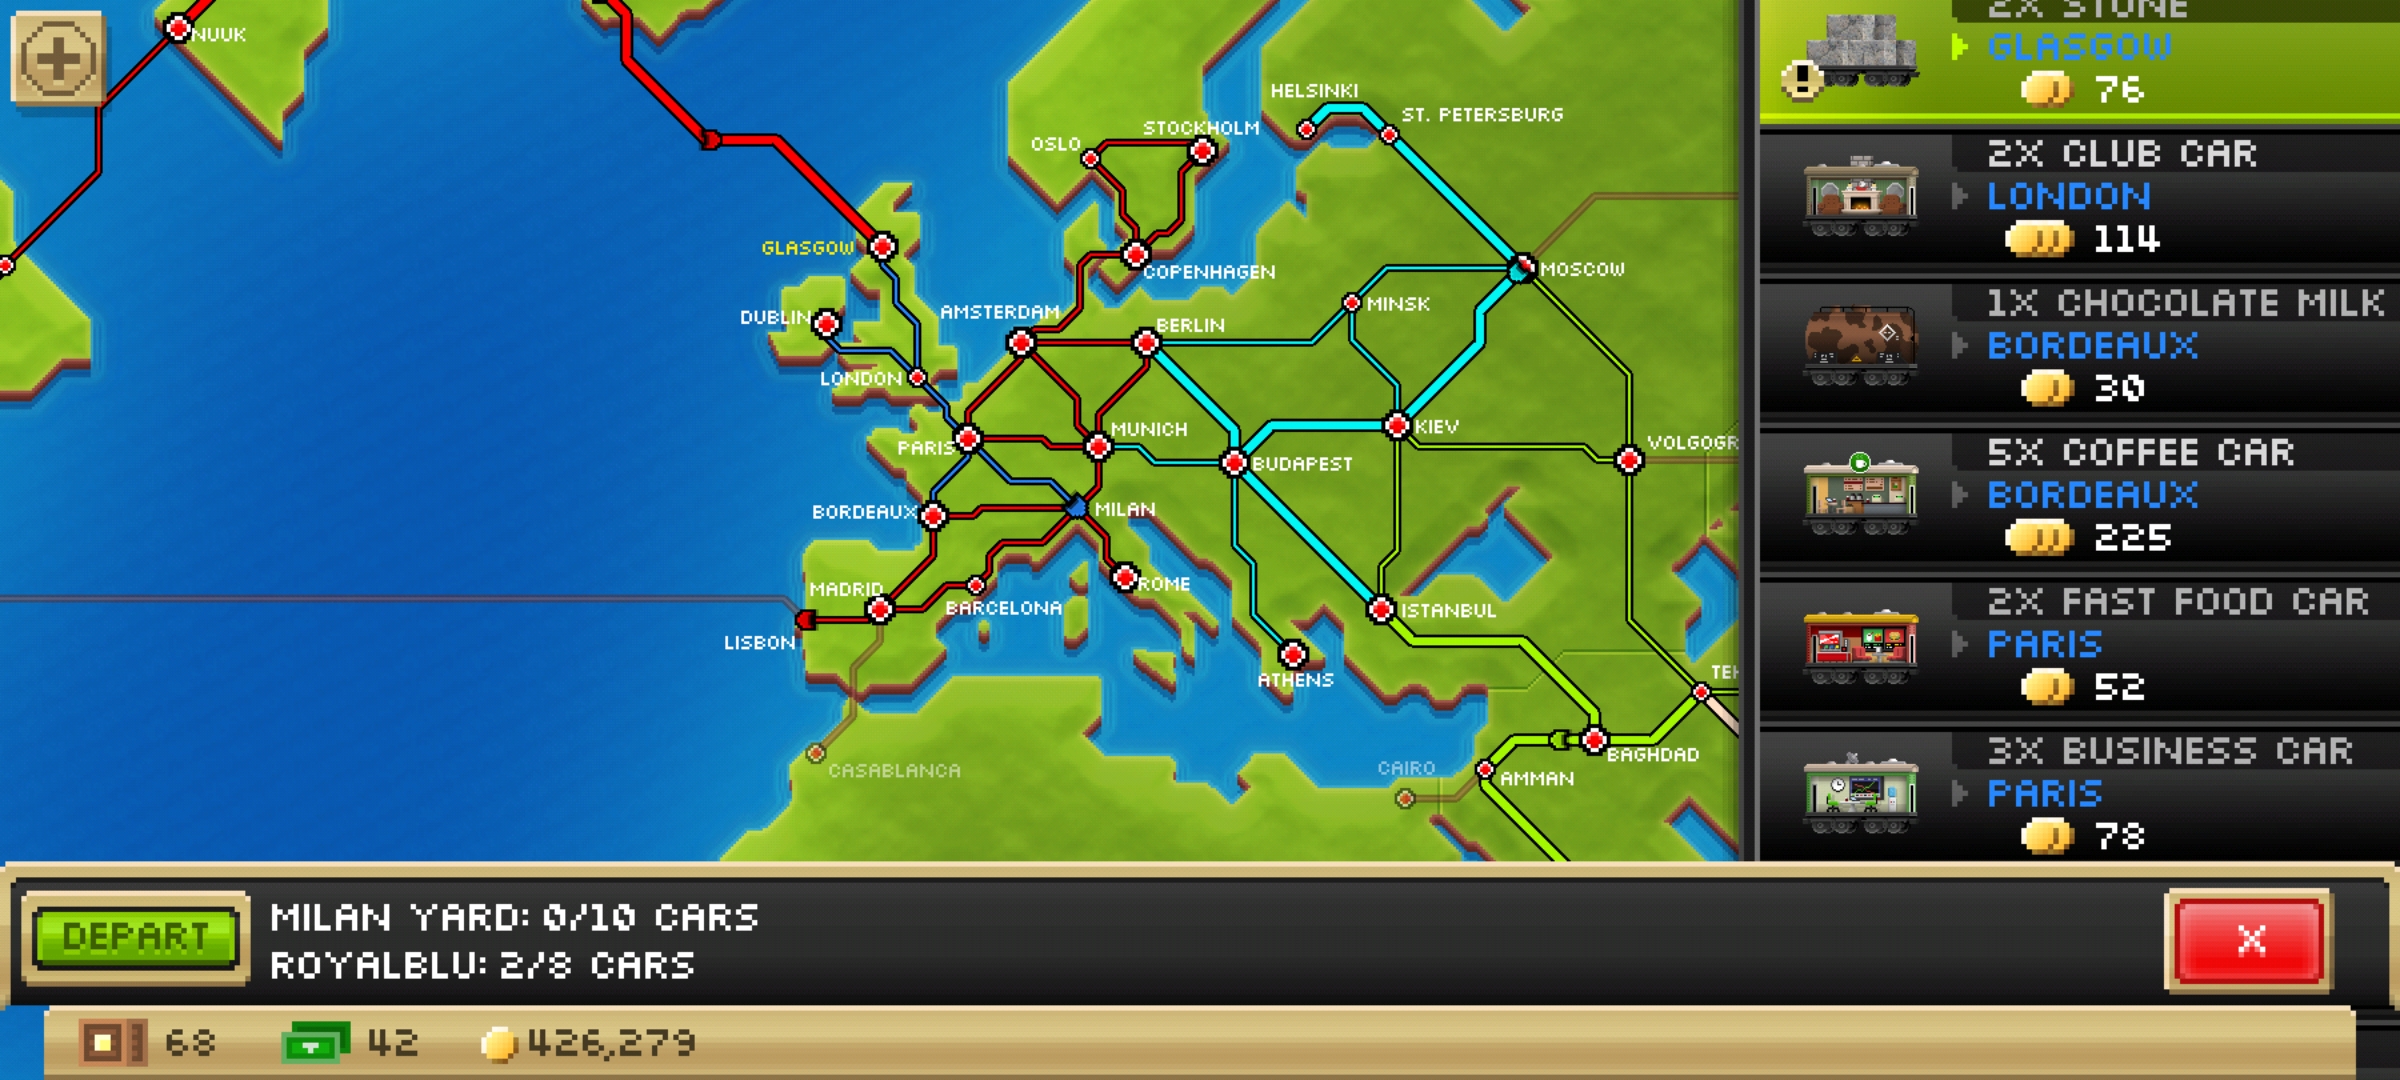 NUUK
HELSINKI
ST. PETERSBURG
STOCKHOLM
OSLO
GLASGOW
COPENHAGEN
MOSCOW
DUBLIN
AMSTERDAM
BERLIN
MINSK
LONDON
PARIS
MUNICH
KIEV
VOLGOGR
BUDAPEST
BORDEAUX
MILAN
MADRID
BARCELONA
ROME
ISTANBUL
LISBON
ATHENS
TEH
CASABLANCA
CAIRO
AMMAN
BAGHDAD
2X STONE
GLASGOW
76
2X CLUB CAR
LONDON
114
1X CHOCOLATE MILK
BORDEAUX
30
5X COFFEE CAR
BORDEAUX
225
2X FAST FOOD CAR
PARIS
52
3X BUSINESS CAR
PARIS
78
DEPART
MILAN YARD: 0/10 CARS
ROYALBLU: 2/8 CARS
X
68
42
426,279